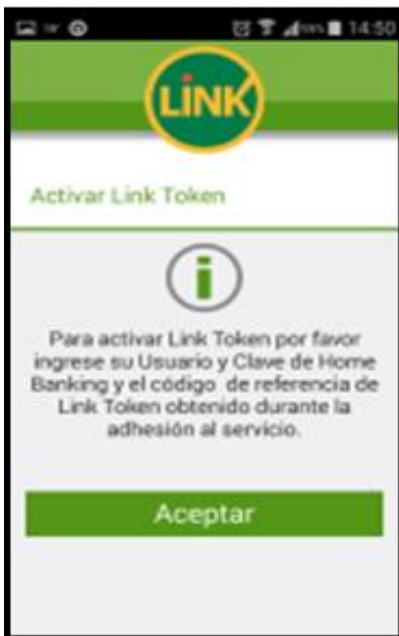 14:50
LINK
Activar Link Token
Para activar Link Token por favor
ingrese su Usuario y Clave de Home
Banking y el código de referencia de
Link Token obtenido durante la
adhesión al servicio.
Aceptar